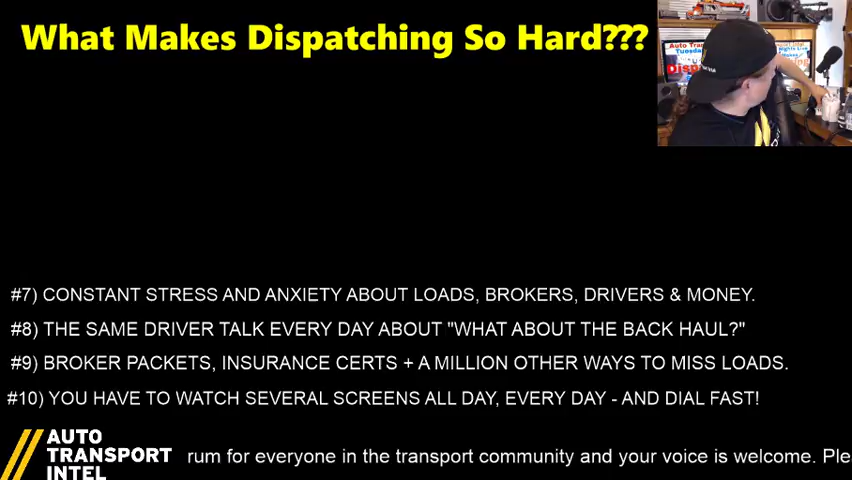 What Makes Dispatching So Hard???
#7) CONSTANT STRESS AND ANXIETY ABOUT LOADS, BROKERS, DRIVERS & MONEY.
#8) THE SAME DRIVER TALK EVERY DAY ABOUT "WHAT ABOUT THE BACK HAUL?"
#9) BROKER PACKETS, INSURANCE CERTS + A MILLION OTHER WAYS TO MISS LOADS.
#10) YOU HAVE TO WATCH SEVERAL SCREENS ALL DAY, EVERY DAY - AND DIAL FAST!
AUTO
TRANSPORT
INTEL
rum for everyone in the transport community and your voice is welcome. Ple